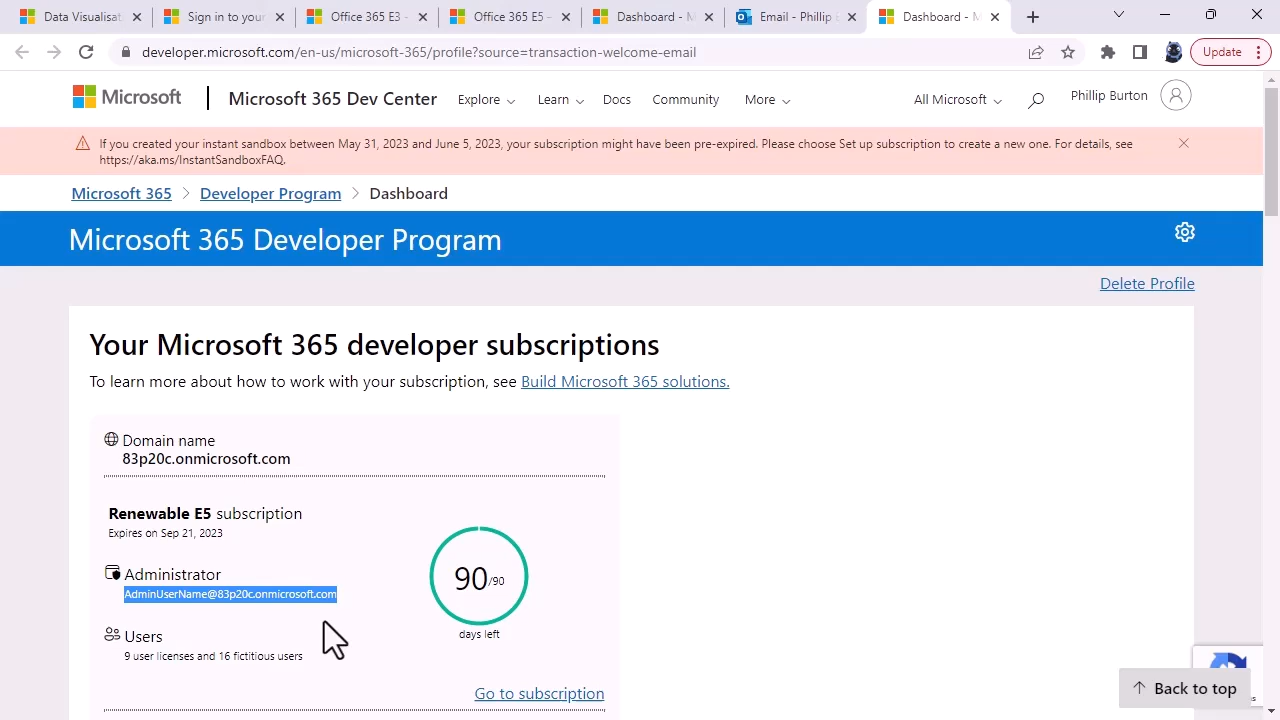 Data Visualisat
Sign in to your
Office 365 E3 -
Office 365 E5 -
Dashboard - M
Email - Phillip
Dashboard - M
developer.microsoft.com/en-us/microsoft-365/profile?source=transaction-welcome-email
Update
Microsoft
Microsoft 365 Dev Center
Explore
Learn
Docs
Community
More
All Microsoft
Phillip Burton
If you created your instant sandbox between May 31, 2023 and June 5, 2023, your subscription might have been pre-expired. Please choose Set up subscription to create a new one. For details, see
https://aka.ms/InstantSandboxFAQ.
Microsoft 365 > Developer Program > Dashboard
Microsoft 365 Developer Program
Delete Profile
Your Microsoft 365 developer subscriptions
To learn more about how to work with your subscription, see Build Microsoft 365 solutions.
Domain name
83p20c.onmicrosoft.com
Renewable E5 subscription
Expires on Sep 21, 2023
Administrator
AdminUserName@83p20c.onmicrosoft.com
90/90
days left
Users
9 user licenses and 16 fictitious users
Go to subscription
Back to top